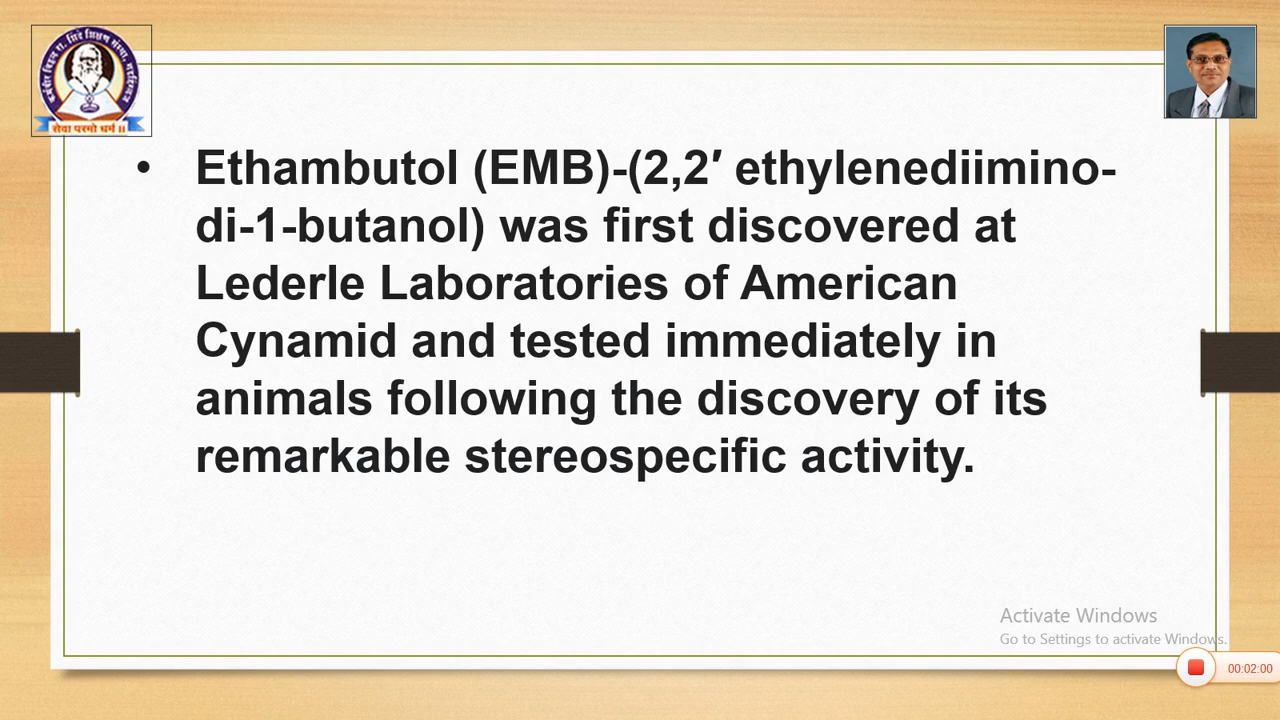 सेवा परमो धर्म ॥
• Ethambutol (EMB)-(2,2′ ethylenediimino-
di-1-butanol) was first discovered at
Lederle Laboratories of American
Cynamid and tested immediately in
animals following the discovery of its
remarkable stereospecific activity.
Activate Windows
Go to Settings to activate Windows.
00:02:00